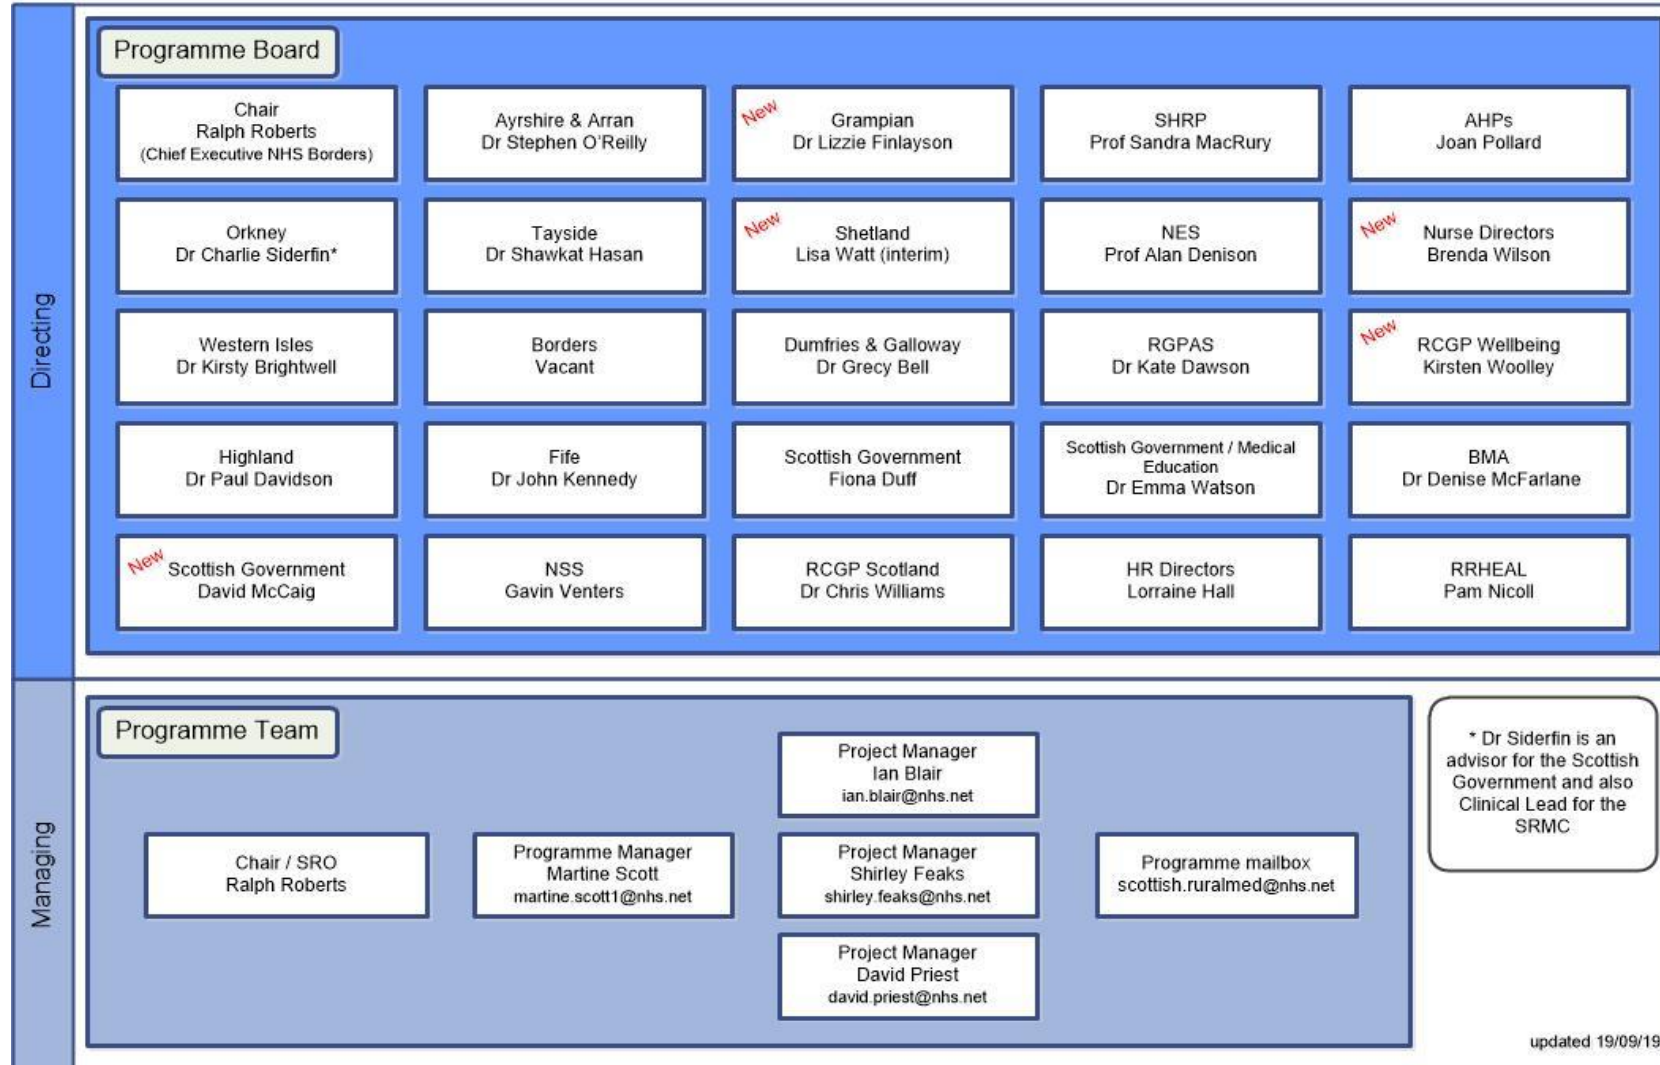 Directing
Programme Board
Chair
Ralph Roberts
(Chief Executive NHS Borders)
Ayrshire & Arran
Dr Stephen O'Reilly
New
Grampian
Dr Lizzie Finlayson
SHRP
Prof Sandra MacRury
AHPs
Joan Pollard
Orkney
Dr Charlie Siderfin*
Tayside
Dr Shawkat Hasan
New
Shetland
Lisa Watt (interim)
NES
Prof Alan Denison
New
Nurse Directors
Brenda Wilson
Western Isles
Dr Kirsty Brightwell
Borders
Vacant
Dumfries & Galloway
Dr Grecy Bell
RGPAS
Dr Kate Dawson
New
RCGP Wellbeing
Kirsten Woolley
Highland
Dr Paul Davidson
Fife
Dr John Kennedy
Scottish Government
Fiona Duff
Scottish Government / Medical
Education
Dr Emma Watson
BMA
Dr Denise McFarlane
New
Scottish Government
David McCaig
NSS
Gavin Venters
RCGP Scotland
Dr Chris Williams
HR Directors
Lorraine Hall
RRHEAL
Pam Nicoll
Managing
Programme Team
Chair / SRO
Ralph Roberts
Programme Manager
Martine Scott
martine.scott1@nhs.net
Project Manager
Ian Blair
ian.blair@nhs.net
Project Manager
Shirley Feaks
shirley.feaks@nhs.net
Project Manager
David Priest
david.priest@nhs.net
Programme mailbox
scottish.ruralmed@nhs.net
* Dr Siderfin is an
advisor for the Scottish
Government and also
Clinical Lead for the
SRMC
updated 19/09/19